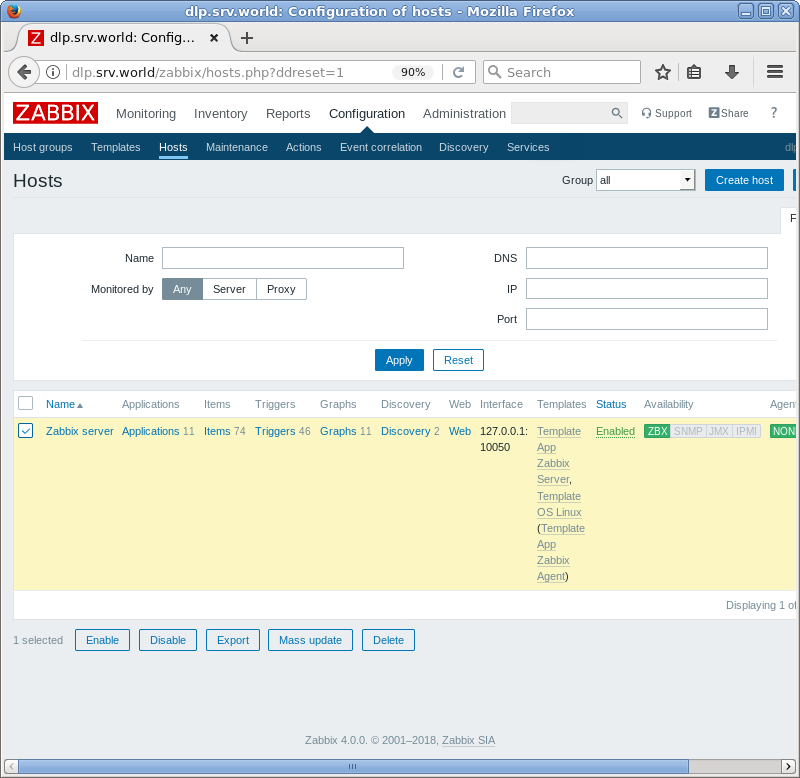 dlp.srv.world: Configuration of hosts - Mozilla Firefox
Z dlp.srv.world: Config... ×
dlp.srv.world/zabbix/hosts.php?ddreset=1 90% Search
ZABBIX Monitoring Inventory Reports Configuration Administration Support Z Share ?
Host groups Templates Hosts Maintenance Actions Event correlation Discovery Services dlp
Hosts Group all Create host
F
Name DNS
Monitored by Any Server Proxy IP
Port
Apply Reset
Name Applications Items Triggers Graphs Discovery Web Interface Templates Status Availability Agent
Zabbix server Applications 11 Items 74 Triggers 46 Graphs 11 Discovery 2 Web 127.0.0.1: Template Enabled ZBX SNMP JMX IPMI NON
10050 App
Zabbix
Server,
Template
OS Linux
(Template
App
Zabbix
Agent)
Displaying 1 of
1 selected Enable Disable Export Mass update Delete
Zabbix 4.0.0. © 2001–2018, Zabbix SIA